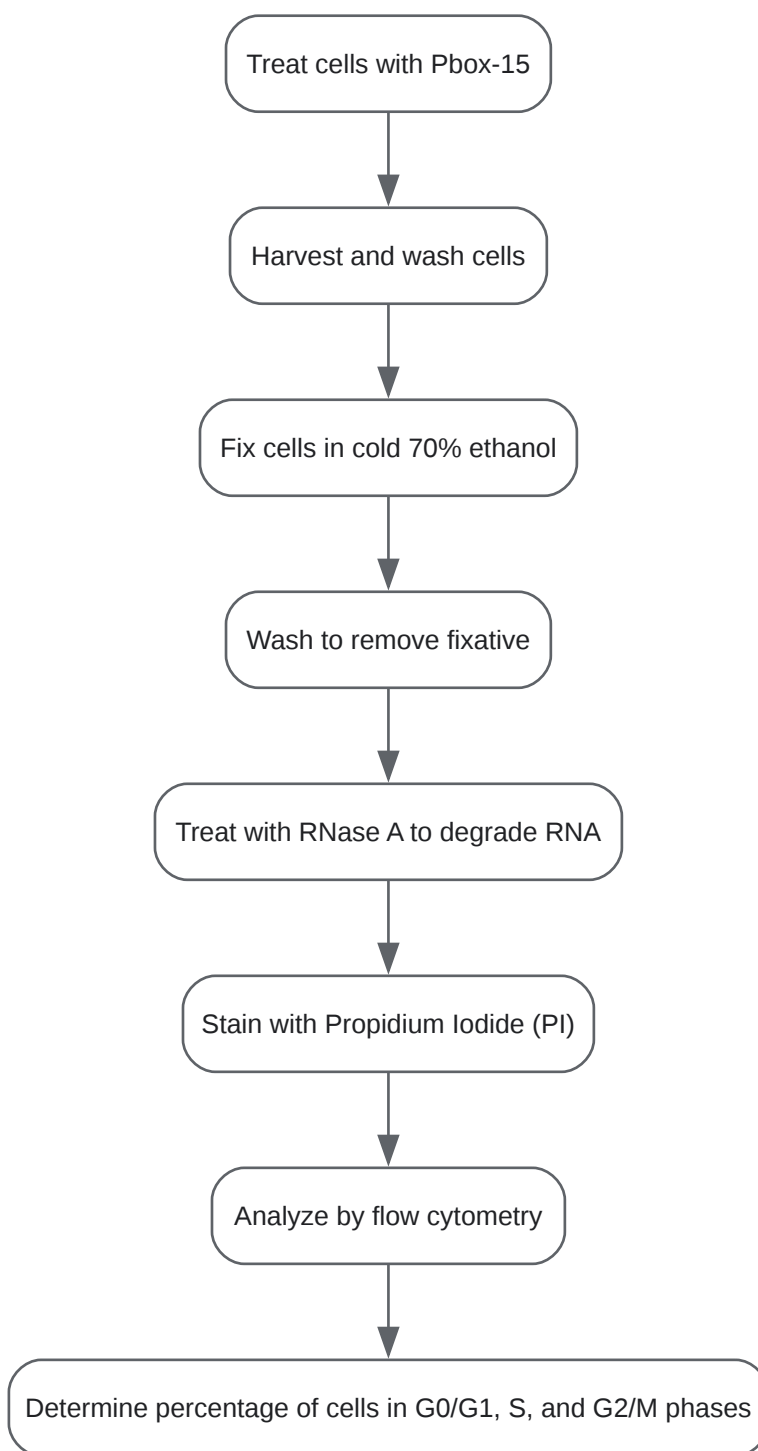 Treat cells with Pbox-15
Harvest and wash cells
Fix cells in cold 70% ethanol
Wash to remove fixative
Treat with RNase A to degrade RNA
Stain with Propidium Iodide (PI)
Analyze by flow cytometry
Determine percentage of cells in G0/G1, S, and G2/M phases